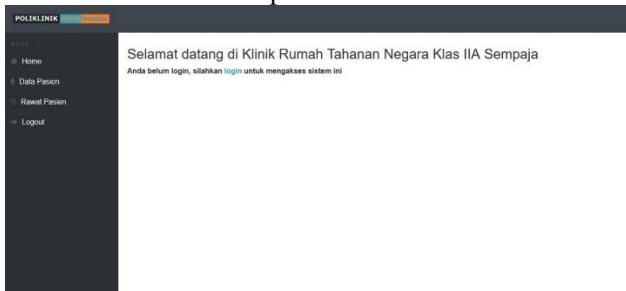 POLIKLINIK
Home
Data Pasien
Rawat Pasien
Logout
Selamat datang di Klinik Rumah Tahanan Negara Klas IIA Sempaja
Anda belum login, silahkan login untuk mengakses sistem ini